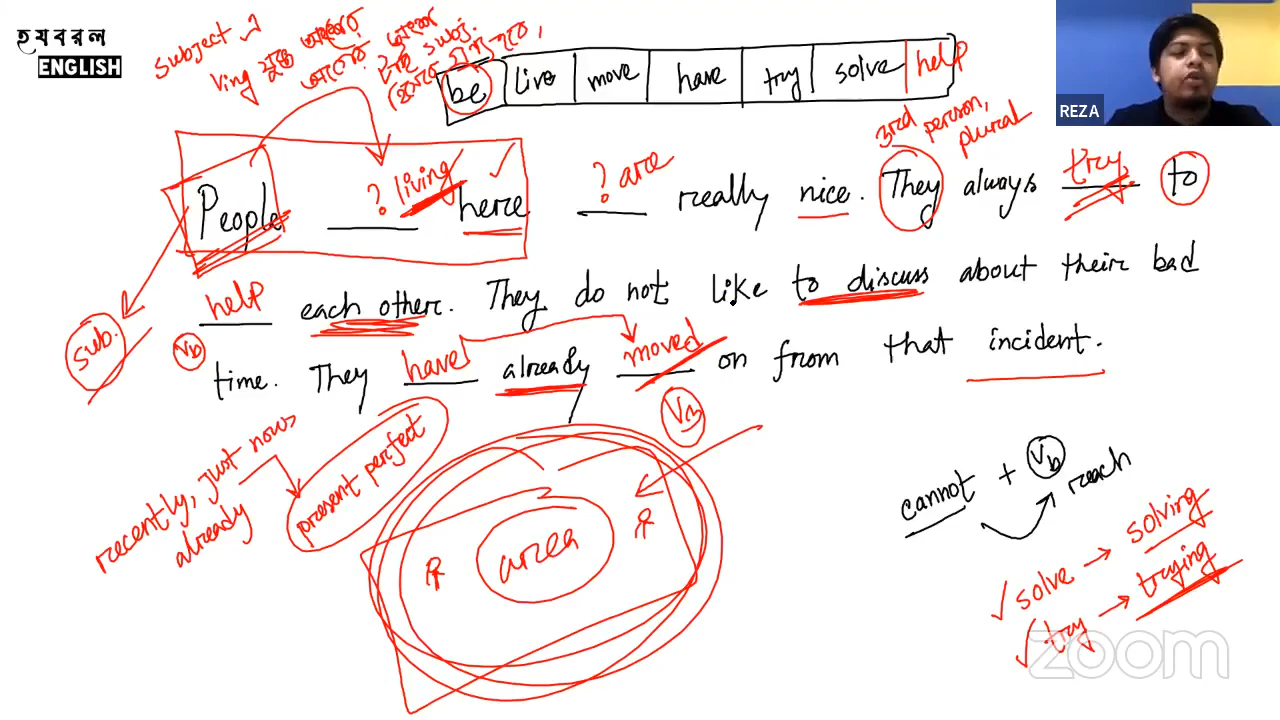 হ য ব র ল
ENGLISH
subject
Ving যুক্ত
subj.
be live move have try solve help
REZA
3rd person,
plural
People ? living here ? are really nice. They always try to
help each other. They do not like to discuss about their bad
sub.
Vb
time. They have already moved on from that incident.
V3
recently, just now,
already
present perfect
area
cannot + Vb
reach
solve → solving
try → trying
zoom